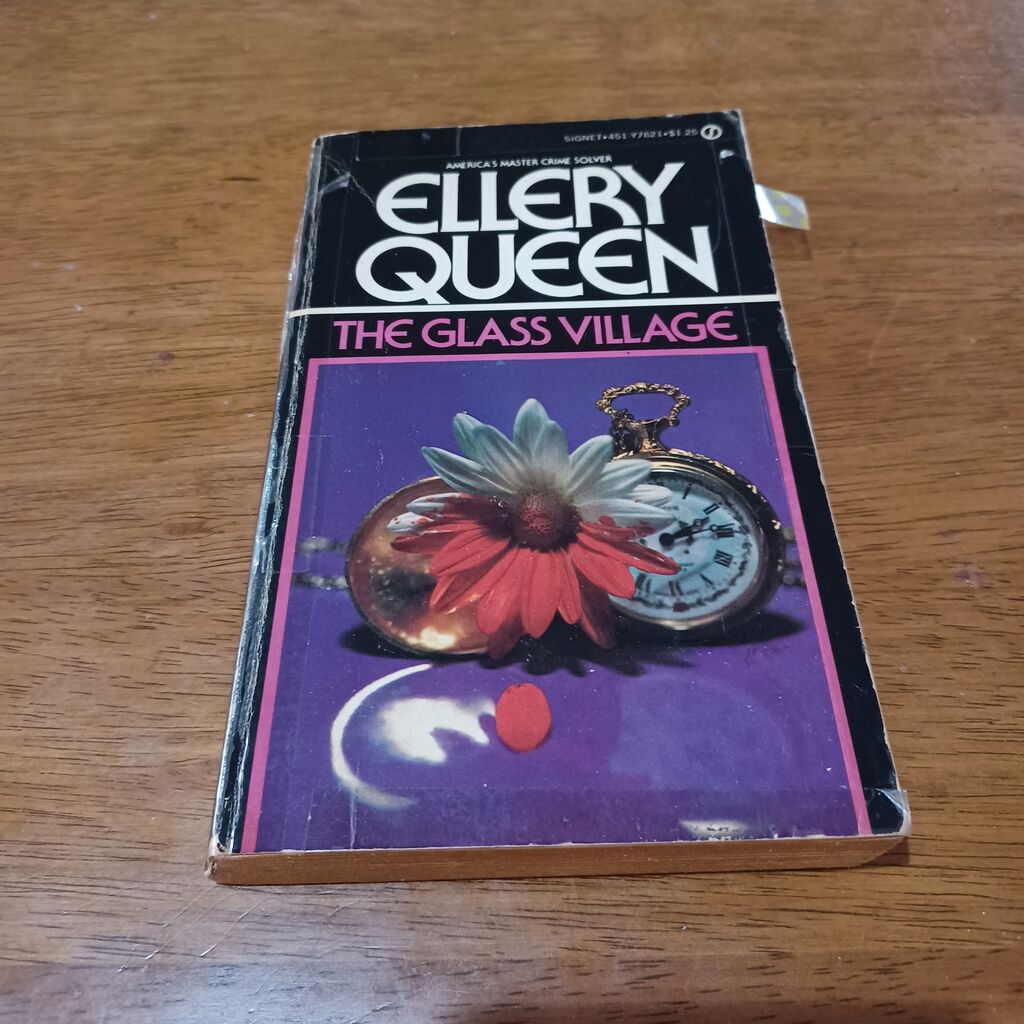 SIGNET • 451-Y7621 • $1.25
AMERICA'S MASTER CRIME SOLVER
ELLERY
QUEEN
THE GLASS VILLAGE